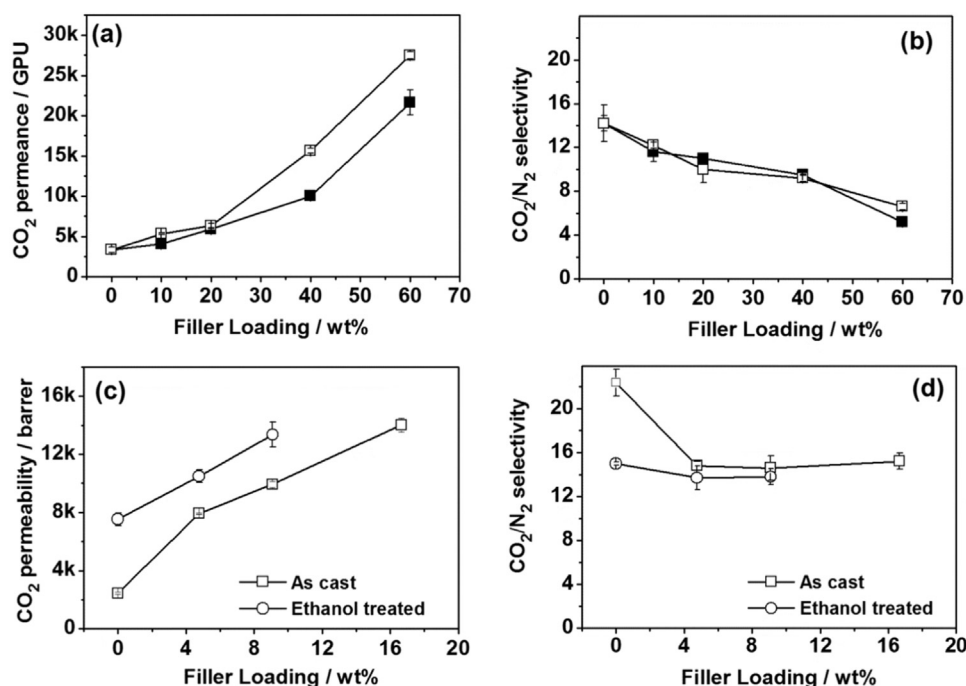 (a)
CO2 permeance / GPU
30k
25k
20k
15k
10k
5k
0
0 10 20 30 40 50 60 70
Filler Loading / wt%
(b)
CO2/N2 selectivity
20
16
12
8
4
0
0 10 20 30 40 50 60 70
Filler Loading / wt%
(c)
CO2 permeability / barrer
16k
12k
8k
4k
0
As cast
Ethanol treated
0 4 8 12 16 20
Filler Loading / wt%
(d)
CO2/N2 selectivity
20
16
12
8
4
0
As cast
Ethanol treated
0 4 8 12 16 20
Filler Loading / wt%